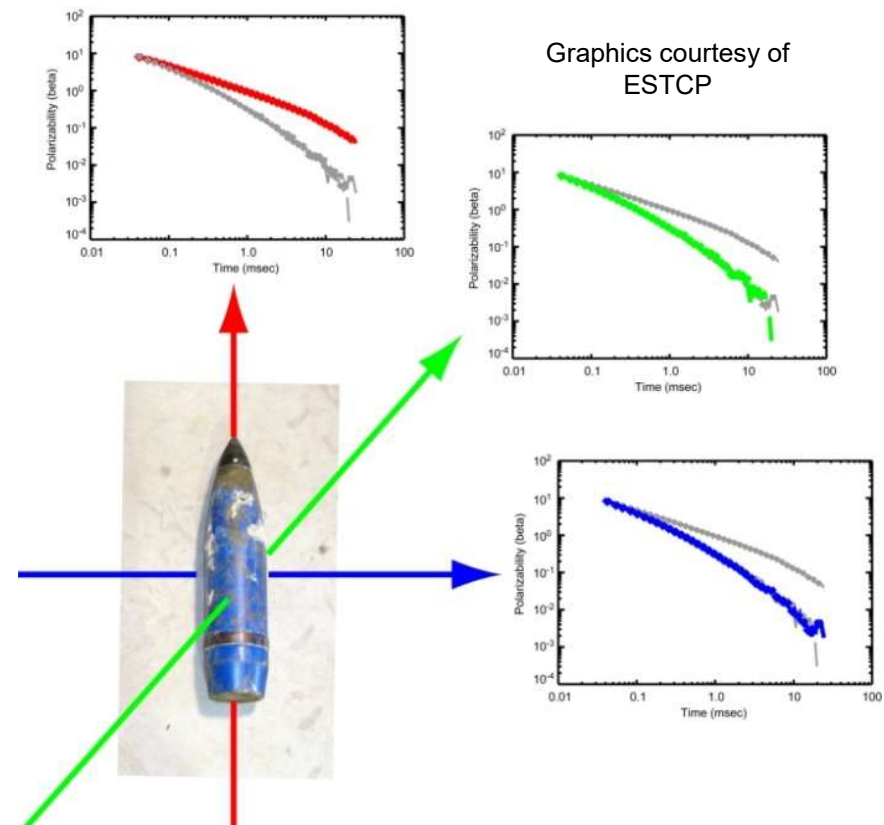 10²
10¹
10⁰
10⁻¹
10⁻²
10⁻³
10⁻⁴
Polarizability (beta)
0.01 0.1 1.0 10 100
Time (msec)
Graphics courtesy of
ESTCP
10²
10¹
10⁰
10⁻¹
10⁻²
10⁻³
10⁻⁴
Polarizability (beta)
0.01 0.1 1.0 10 100
Time (msec)
10²
10¹
10⁰
10⁻¹
10⁻²
10⁻³
10⁻⁴
Polarizability (beta)
0.01 0.1 1.0 10 100
Time (msec)